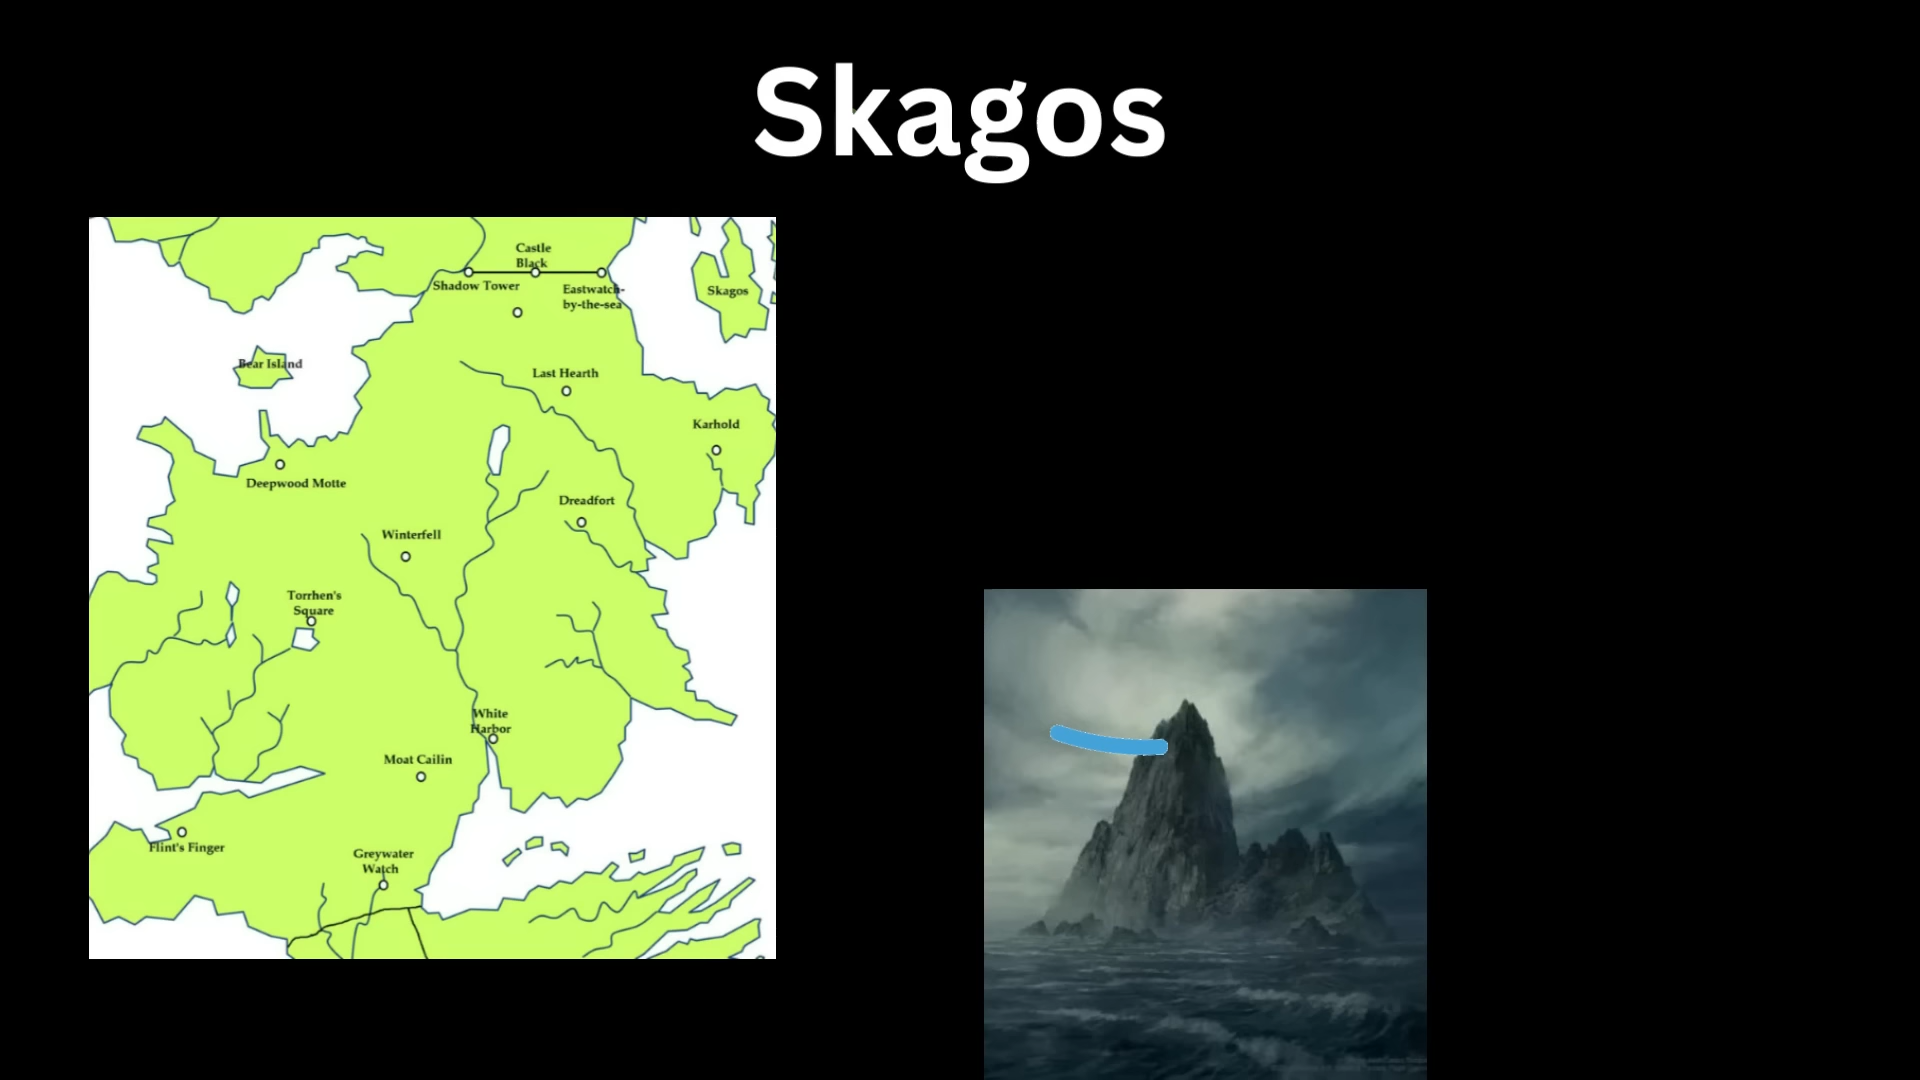 Skagos
Castle
Black
Shadow Tower
Eastwatch-
by-the-sea
Skagos
Bear Island
Last Hearth
Karhold
Deepwood Motte
Dreadfort
Winterfell
Torrhen's
Square
White
Harbor
Moat Cailin
Flint's Finger
Greywater
Watch